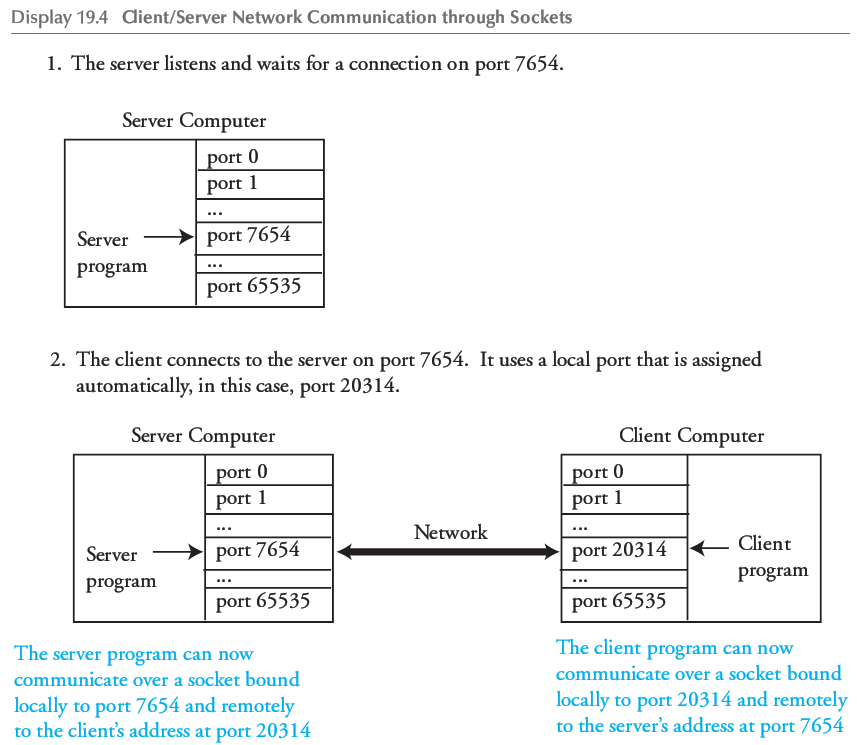 Display 19.4 Client/Server Network Communication through Sockets
1. The server listens and waits for a connection on port 7654.
Server Computer
port 0
port 1
...
Server
program
port 7654
...
port 65535
2. The client connects to the server on port 7654. It uses a local port that is assigned
automatically, in this case, port 20314.
Server Computer
port 0
port 1
...
Server
program
port 7654
...
port 65535
Network
Client Computer
port 0
port 1
...
port 20314
Client
program
...
port 65535
The server program can now
communicate over a socket bound
locally to port 7654 and remotely
to the client's address at port 20314
The client program can now
communicate over a socket bound
locally to port 20314 and remotely
to the server's address at port 7654